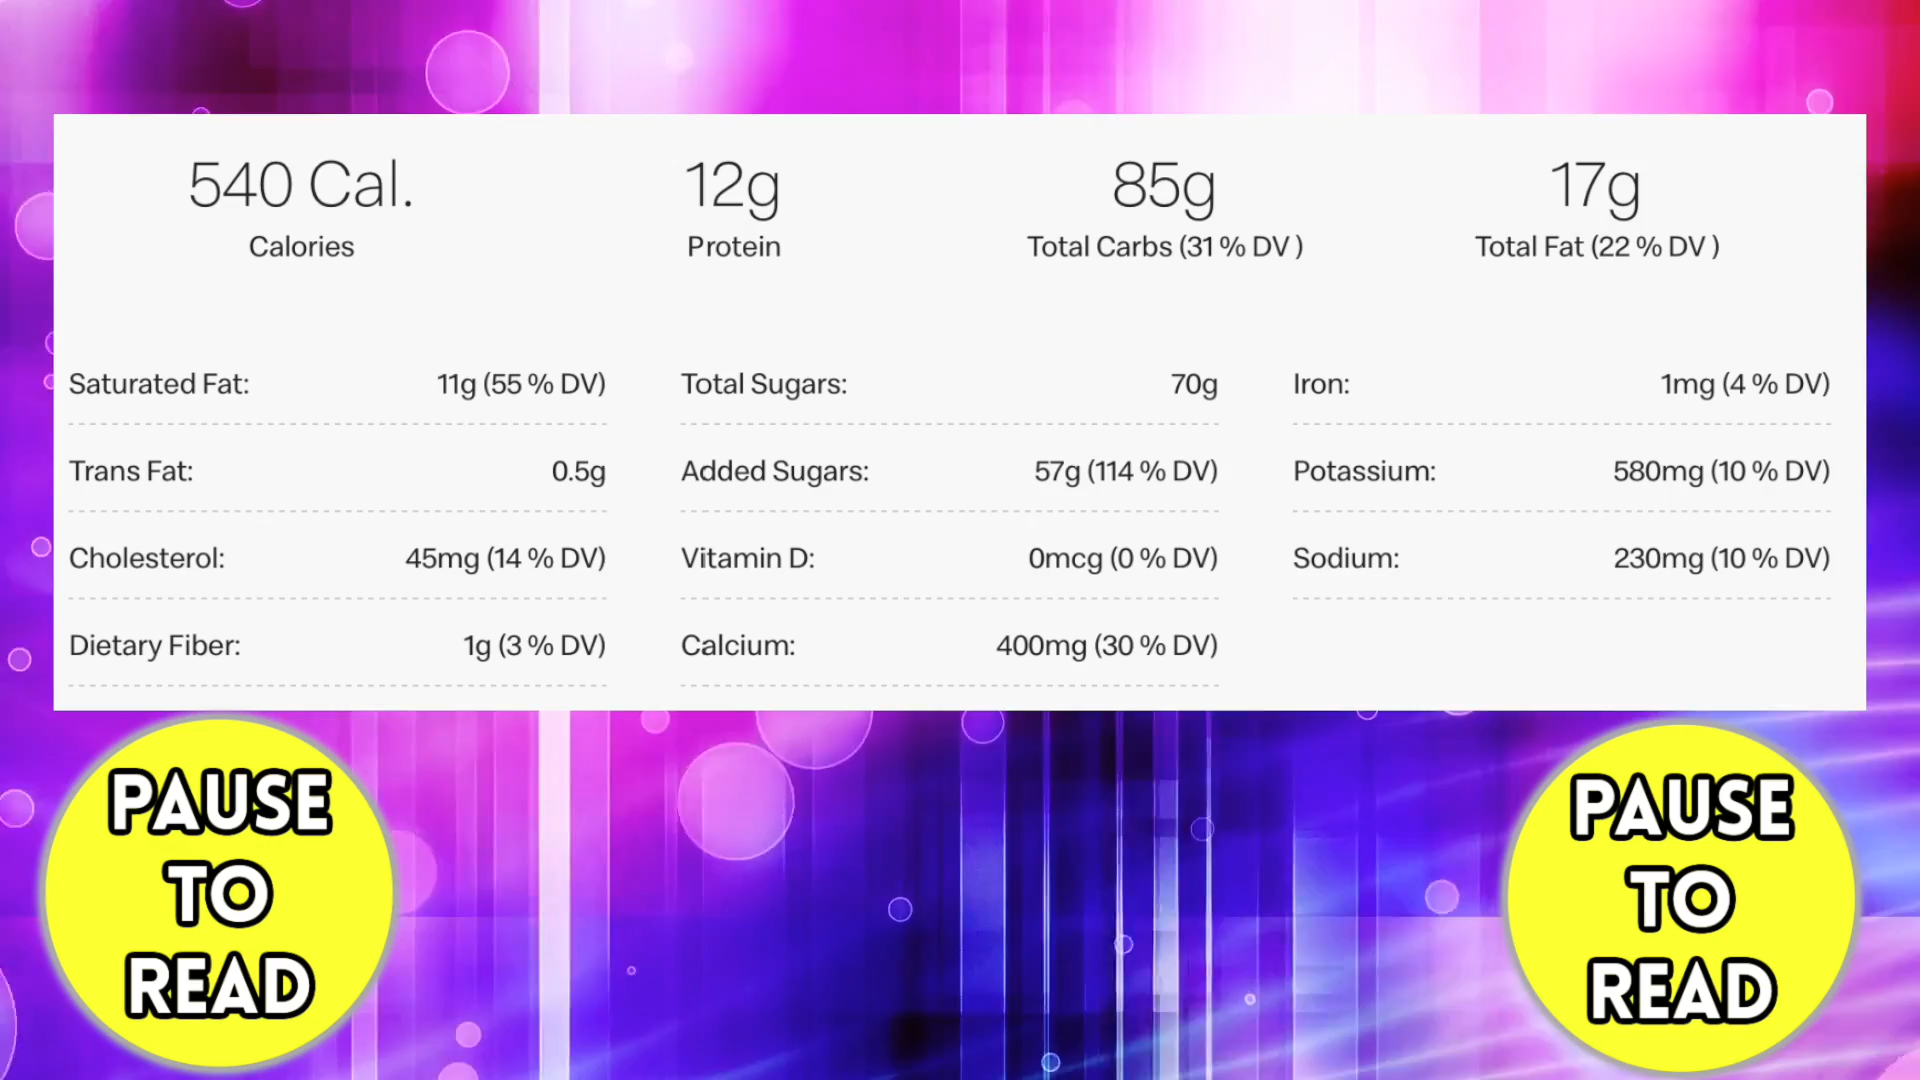 540 Cal.
Calories
12g
Protein
85g
Total Carbs (31 % DV )
17g
Total Fat (22 % DV )
Saturated Fat: 11g (55 % DV)
Trans Fat: 0.5g
Cholesterol: 45mg (14 % DV)
Dietary Fiber: 1g (3 % DV)
Total Sugars: 70g
Added Sugars: 57g (114 % DV)
Vitamin D: 0mcg (0 % DV)
Calcium: 400mg (30 % DV)
Iron: 1mg (4 % DV)
Potassium: 580mg (10 % DV)
Sodium: 230mg (10 % DV)
PAUSE
TO
READ
PAUSE
TO
READ